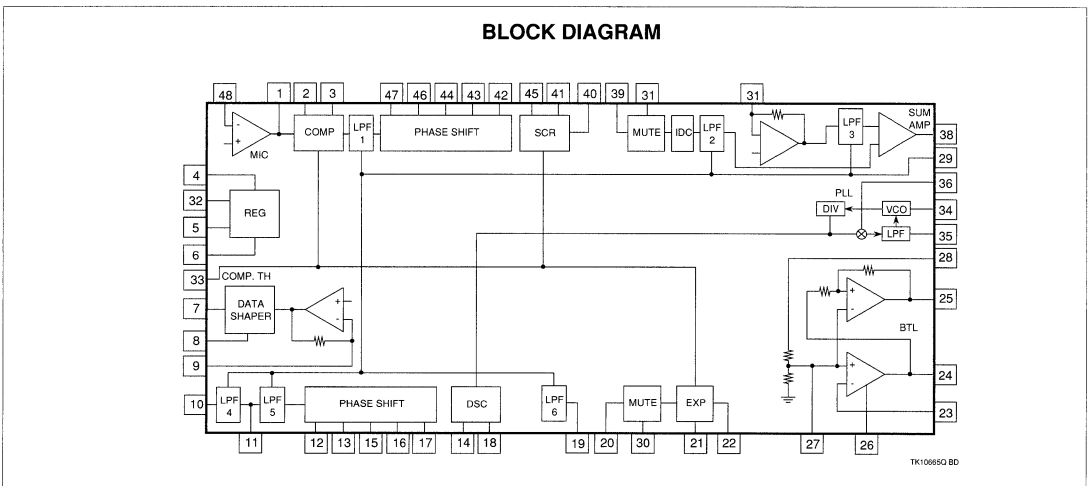 BLOCK DIAGRAM
48 1 2 3 47 46 44 43 42 45 41 40 39 31 31
- + MiC
COMP
LPF 1
PHASE SHIFT
SCR
MUTE
IDC
LPF 2
LPF 3
SUM AMP
38
29
36
4
32
5
6
REG
PLL
DIV
VCO
LPF
34
35
28
33
COMP. TH
7
8
9
DATA SHAPER
+
-
+
-
25
BTL
+
-
24
23
10
LPF 4
LPF 5
PHASE SHIFT
DSC
LPF 6
MUTE
EXP
11 12 13 15 16 17 14 18 19 20 30 21 22 27 26
TK10665Q BD